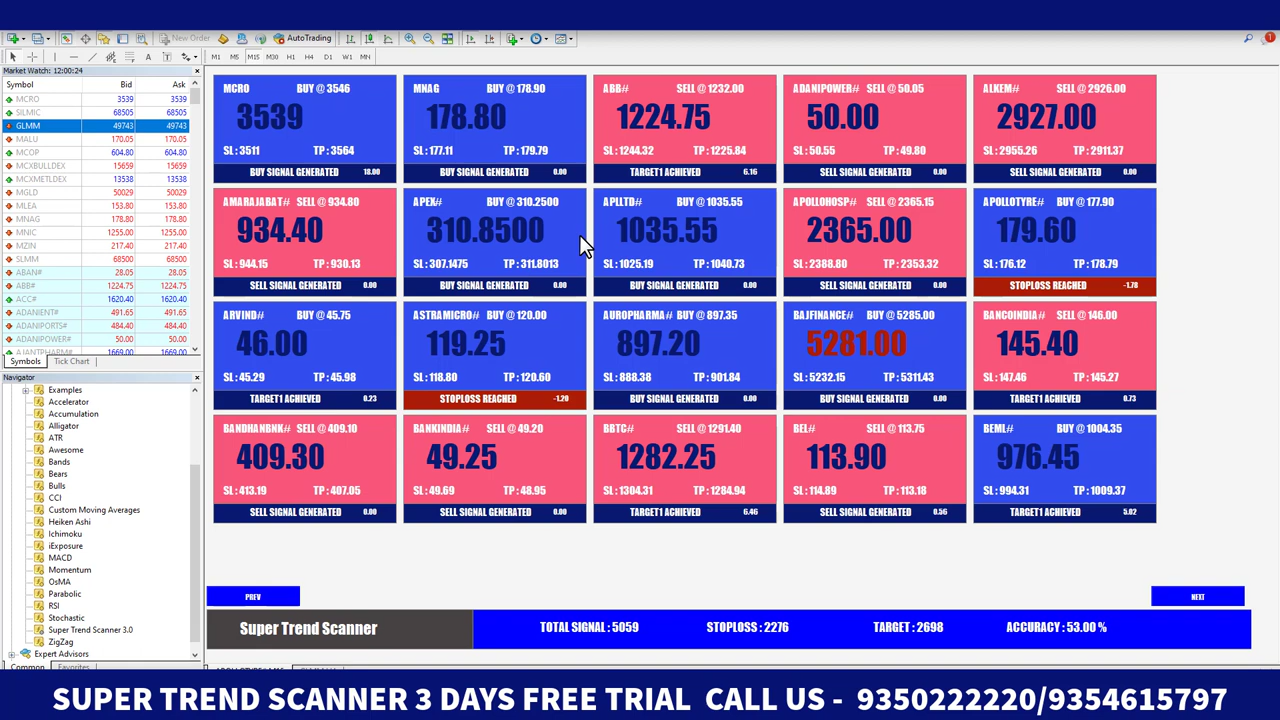 New Order
AutoTrading
1
A
M1 M5 M15 M30 H1 H4 D1 W1 MN
Market Watch: 12:00:24
Symbol Bid Ask
MCRO 3539 3539
SILMIC 68505 68505
GLMM 49743 49743
MALU 170.05 170.05
MCOP 604.80 604.80
MCXBULLDEX 15659 15659
MCXMETLDEX 13530 13530
MGLD 50029 50029
MLEA 153.80 153.80
MNAG 178.80 178.80
MNIC 1255.00 1255.00
MZIN 217.40 217.40
SLMM 68500 68500
ABAN# 28.05 28.05
ABB# 1224.75 1224.75
ACC# 1620.40 1620.40
ADANIENT# 491.65 491.65
ADANIPORTS# 484.40 484.40
ADANIPOWER# 50.00 50.00
AJANTPHARM# 1669.00 1669.00
Symbols Tick Chart
Navigator
Examples
Accelerator
Accumulation
Alligator
ATR
Awesome
Bands
Bears
Bulls
CCI
Custom Moving Averages
Heiken Ashi
Ichimoku
iExposure
MACD
Momentum
OsMA
Parabolic
RSI
Stochastic
Super Trend Scanner 3.0
ZigZag
Expert Advisors
Common Favorites
MCRO BUY @ 3546
3539
SL : 3511 TP : 3564
BUY SIGNAL GENERATED 18.00
MNAG BUY @ 178.90
178.80
SL : 177.11 TP : 179.79
BUY SIGNAL GENERATED 0.00
ABB# SELL @ 1232.00
1224.75
SL : 1244.32 TP : 1225.84
TARGET1 ACHIEVED 6.16
ADANIPOWER# SELL @ 50.05
50.00
SL : 50.55 TP : 49.80
SELL SIGNAL GENERATED 0.00
ALKEM# SELL @ 2926.00
2927.00
SL : 2955.26 TP : 2911.37
SELL SIGNAL GENERATED 0.00
AMARAJABAT# SELL @ 934.80
934.40
SL : 944.15 TP : 930.13
SELL SIGNAL GENERATED 0.00
APEX# BUY @ 310.2500
310.8500
SL : 307.1475 TP : 311.8013
BUY SIGNAL GENERATED 0.00
APLLTD# BUY @ 1035.55
1035.55
SL : 1025.19 TP : 1040.73
BUY SIGNAL GENERATED 0.00
APOLLOHOSP# SELL @ 2365.15
2365.00
SL : 2388.80 TP : 2353.32
SELL SIGNAL GENERATED 0.00
APOLLOTYRE# BUY @ 177.90
179.60
SL : 176.12 TP : 178.79
STOPLOSS REACHED -1.78
ARVIND# BUY @ 45.75
46.00
SL : 45.29 TP : 45.98
TARGET1 ACHIEVED 0.23
ASTRAMICRO# BUY @ 120.00
119.25
SL : 118.80 TP : 120.60
STOPLOSS REACHED -1.20
AUROPHARMA# BUY @ 897.35
897.20
SL : 888.38 TP : 901.84
BUY SIGNAL GENERATED 0.00
BAJFINANCE# BUY @ 5285.00
5281.00
SL : 5232.15 TP : 5311.43
BUY SIGNAL GENERATED 0.00
BANCOINDIA# SELL @ 146.00
145.40
SL : 147.46 TP : 145.27
TARGET1 ACHIEVED 0.73
BANDHANBNK# SELL @ 409.10
409.30
SL : 413.19 TP : 407.05
SELL SIGNAL GENERATED 0.00
BANKINDIA# SELL @ 49.20
49.25
SL : 49.69 TP : 48.95
SELL SIGNAL GENERATED 0.00
BBTC# SELL @ 1291.40
1282.25
SL : 1304.31 TP : 1284.94
TARGET1 ACHIEVED 6.46
BEL# SELL @ 113.75
113.90
SL : 114.89 TP : 113.18
SELL SIGNAL GENERATED 0.56
BEML# BUY @ 1004.35
976.45
SL : 994.31 TP : 1009.37
TARGET1 ACHIEVED 5.02
PREV NEXT
Super Trend Scanner TOTAL SIGNAL : 5059 STOPLOSS : 2276 TARGET : 2698 ACCURACY : 53.00 %
SUPER TREND SCANNER 3 DAYS FREE TRIAL CALL US - 9350222220/9354615797